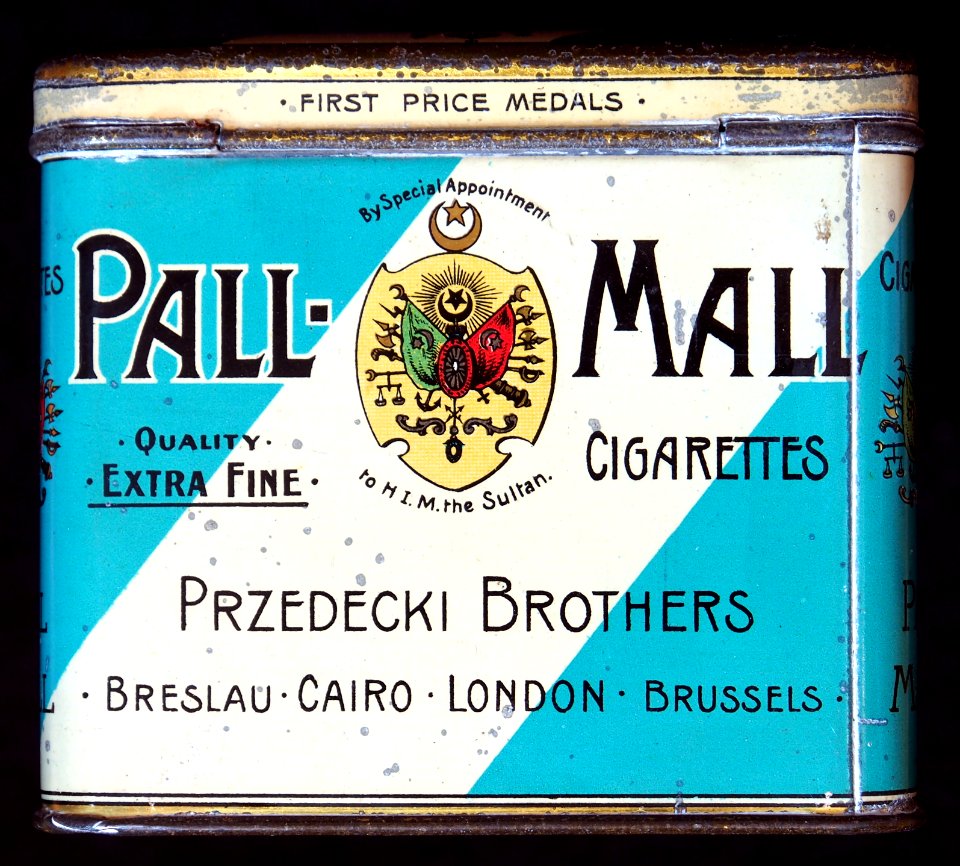 · FIRST PRICE MEDALS ·
By Special Appointment
PALL-MALL
· QUALITY ·
· EXTRA FINE ·
CIGARETTES
to H I. M. the Sultan.
PRZEDECKI BROTHERS
· BRESLAU · CAIRO · LONDON · BRUSSELS ·